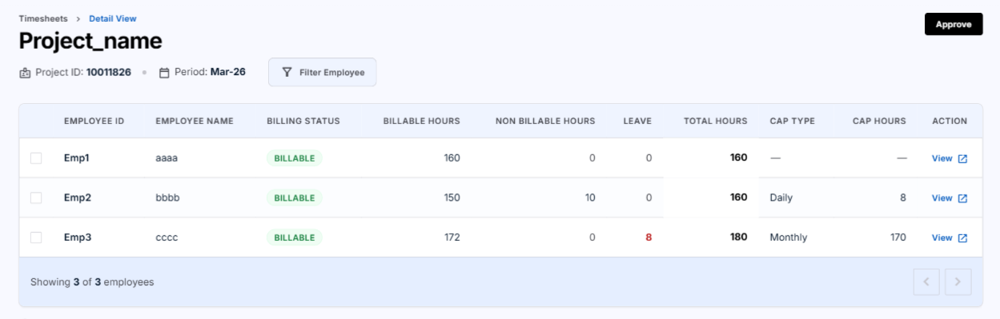 Timesheets > Detail View
Project_name
Approve
Project ID: 10011826 • Period: Mar-26 Filter Employee
EMPLOYEE ID EMPLOYEE NAME BILLING STATUS BILLABLE HOURS NON BILLABLE HOURS LEAVE TOTAL HOURS CAP TYPE CAP HOURS ACTION
Emp1 aaaa BILLABLE 160 0 0 160 — — View
Emp2 bbbb BILLABLE 150 10 0 160 Daily 8 View
Emp3 cccc BILLABLE 172 0 8 180 Monthly 170 View
Showing 3 of 3 employees